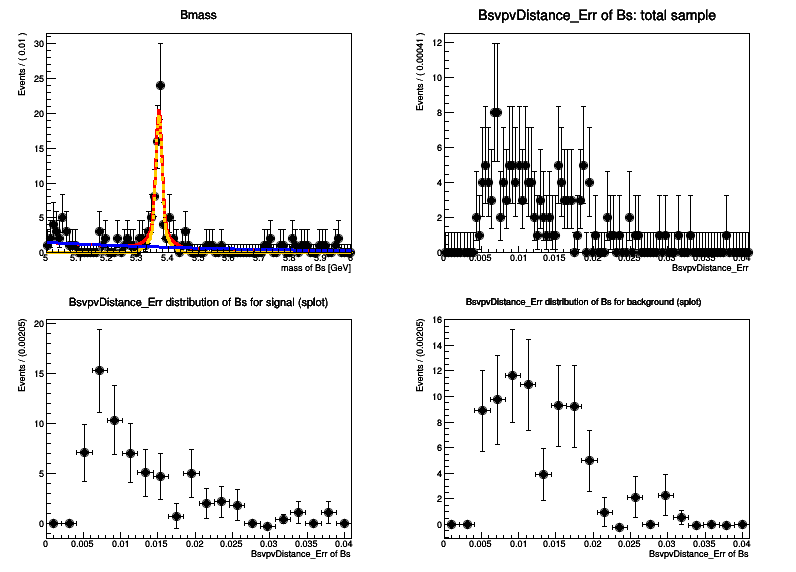 Bmass
Events / ( 0.01 )
30
25
20
15
10
5
0
5 5.1 5.2 5.3 5.4 5.5 5.6 5.7 5.8 5.9 6
mass of Bs [GeV]
BsvpvDistance_Err of Bs: total sample
Events / ( 0.00041 )
12
10
8
6
4
2
0
0 0.005 0.01 0.015 0.02 0.025 0.03 0.035 0.04
BsvpvDistance_Err
BsvpvDistance_Err distribution of Bs for signal (splot)
Events / (0.00205)
20
15
10
5
0
0 0.005 0.01 0.015 0.02 0.025 0.03 0.035 0.04
BsvpvDistance_Err of Bs
BsvpvDistance_Err distribution of Bs for background (splot)
Events / (0.00205)
16
14
12
10
8
6
4
2
0
0 0.005 0.01 0.015 0.02 0.025 0.03 0.035 0.04
BsvpvDistance_Err of Bs